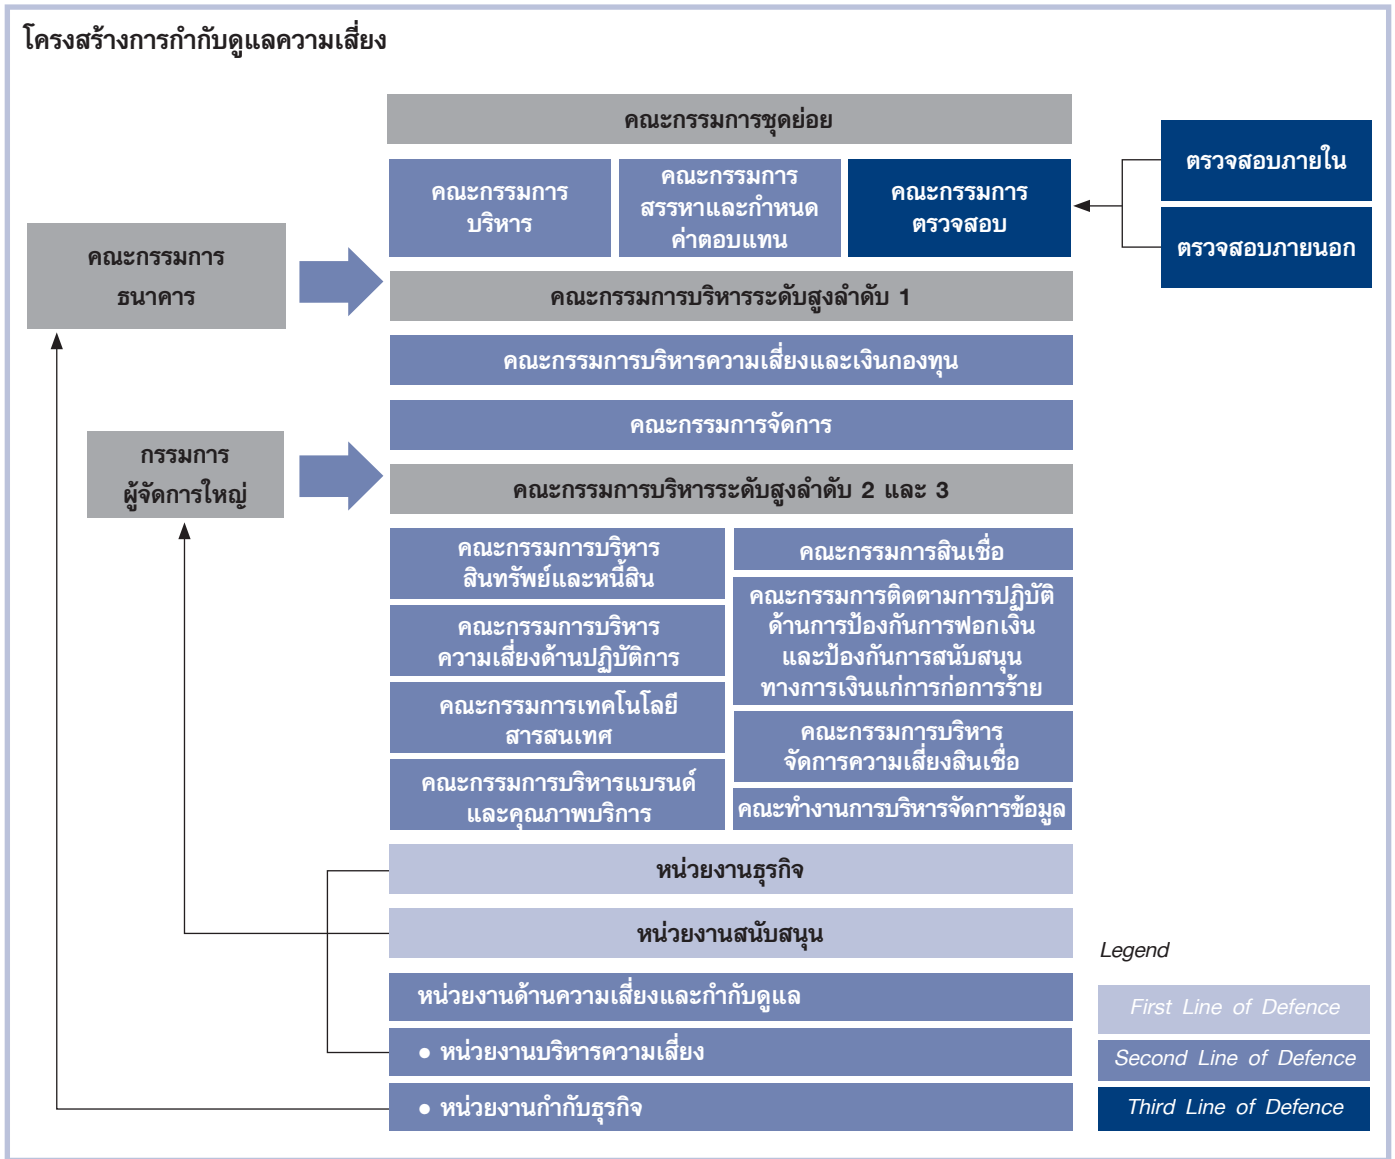 โครงสร้างการกำกับดูแลความเสี่ยง
คณะกรรมการชุดย่อย
คณะกรรมการ
บริหาร
คณะกรรมการ
สรรหาและกำหนด
ค่าตอบแทน
คณะกรรมการ
ตรวจสอบ
ตรวจสอบภายใน
ตรวจสอบภายนอก
คณะกรรมการ
ธนาคาร
คณะกรรมการบริหารระดับสูงลำดับ 1
คณะกรรมการบริหารความเสี่ยงและเงินกองทุน
คณะกรรมการจัดการ
กรรมการ
ผู้จัดการใหญ่
คณะกรรมการบริหารระดับสูงลำดับ 2 และ 3
คณะกรรมการบริหาร
สินทรัพย์และหนี้สิน
คณะกรรมการบริหาร
ความเสี่ยงด้านปฏิบัติการ
คณะกรรมการเทคโนโลยี
สารสนเทศ
คณะกรรมการบริหารแบรนด์
และคุณภาพบริการ
คณะกรรมการสินเชื่อ
คณะกรรมการติดตามการปฏิบัติ
ด้านการป้องกันการฟอกเงิน
และป้องกันการสนับสนุน
ทางการเงินแก่การก่อการร้าย
คณะกรรมการบริหาร
จัดการความเสี่ยงสินเชื่อ
คณะทำงานการบริหารจัดการข้อมูล
หน่วยงานธุรกิจ
หน่วยงานสนับสนุน
หน่วยงานด้านความเสี่ยงและกำกับดูแล
● หน่วยงานบริหารความเสี่ยง
● หน่วยงานกำกับธุรกิจ
Legend
First Line of Defence
Second Line of Defence
Third Line of Defence